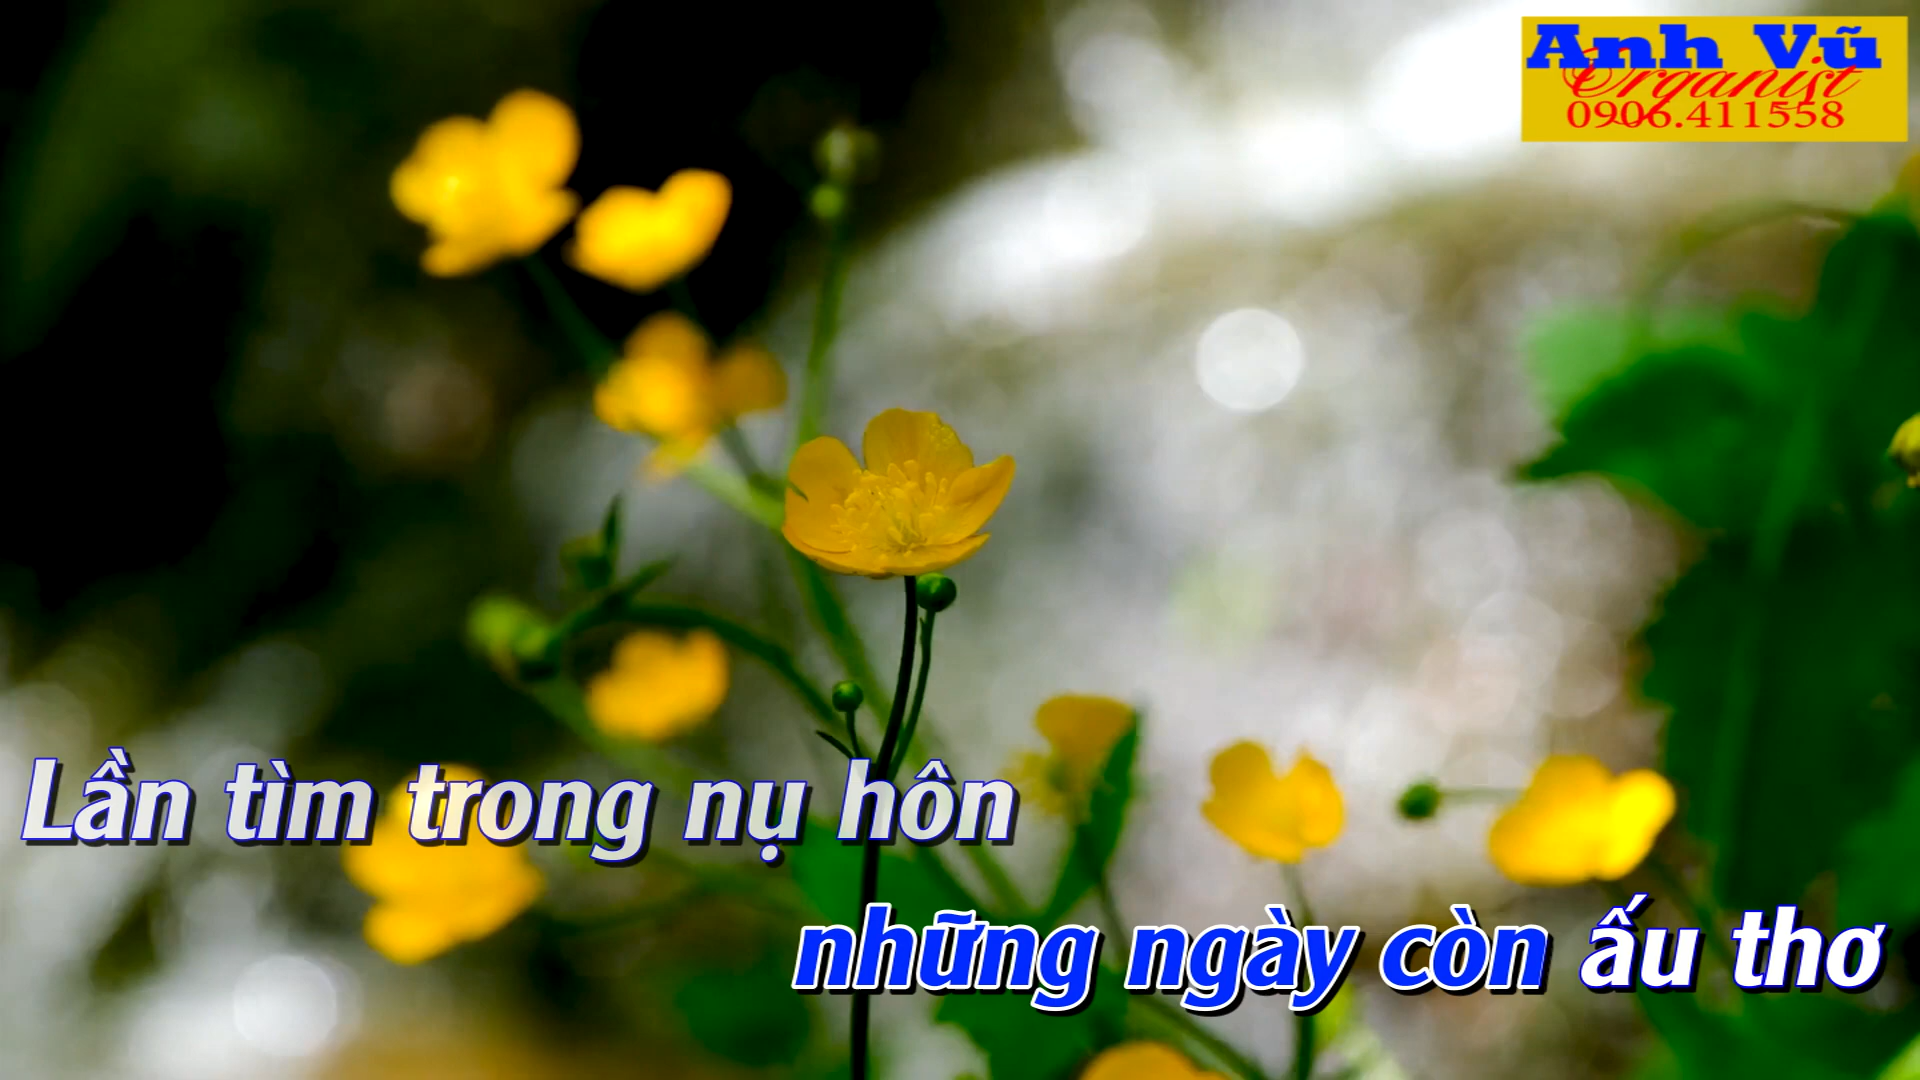 Anh Vũ
Organist
0906.411558
Lần tìm trong nụ hôn
những ngày còn ấu thơ